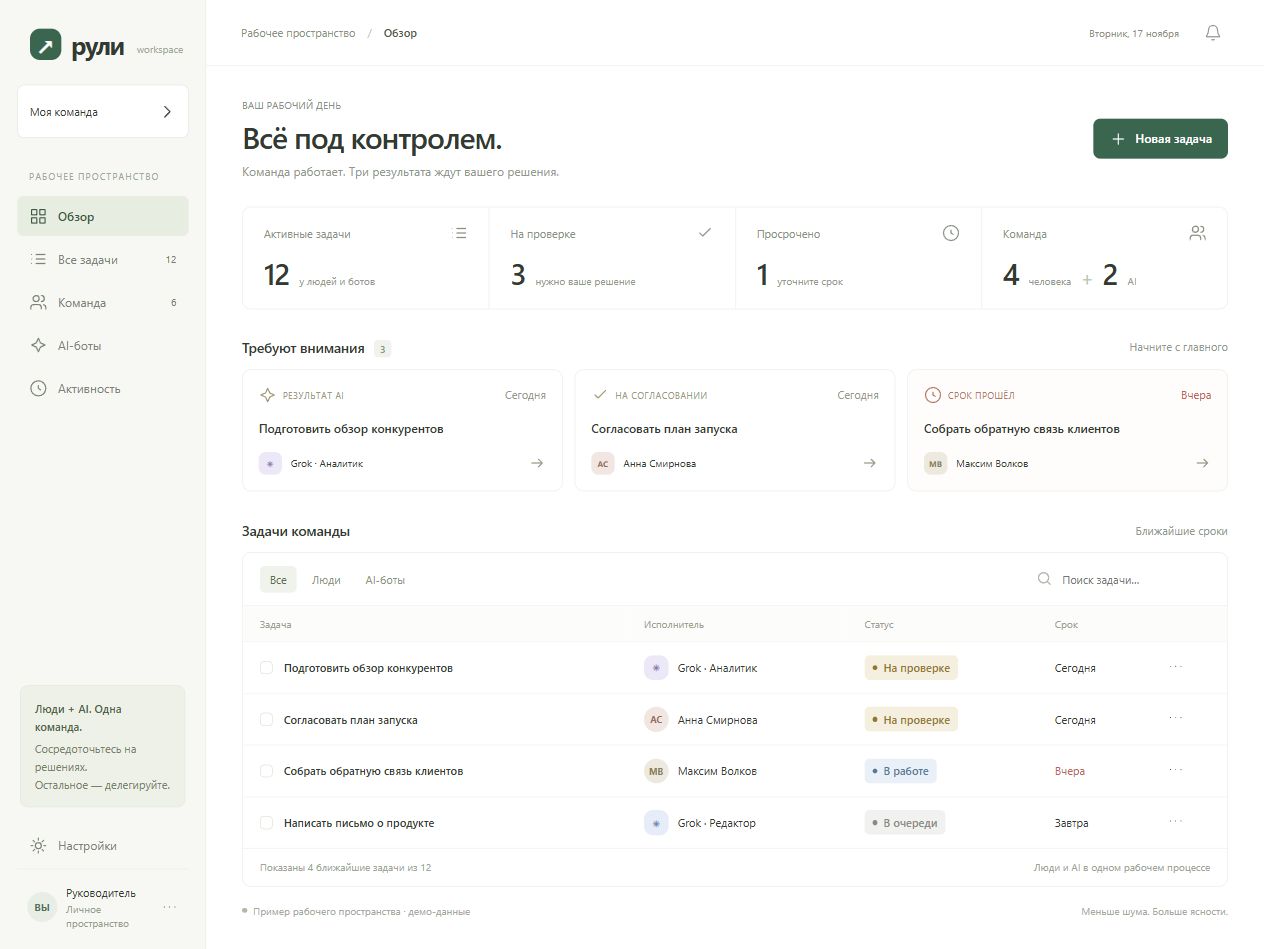 рули workspace
Рабочее пространство / Обзор
Вторник, 17 ноября
Моя команда
РАБОЧЕЕ ПРОСТРАНСТВО
Обзор
Все задачи 12
Команда 6
AI-боты
Активность
Люди + AI. Одна
команда.
Сосредоточьтесь на
решениях.
Остальное — делегируйте.
Настройки
ВЫ
Руководитель
Личное
пространство
···
ВАШ РАБОЧИЙ ДЕНЬ
Всё под контролем.
Команда работает. Три результата ждут вашего решения.
Новая задача
Активные задачи
12 у людей и ботов
На проверке
3 нужно ваше решение
Просрочено
1 уточните срок
Команда
4 человека + 2 AI
Требуют внимания 3
Начните с главного
РЕЗУЛЬТАТ AI Сегодня
Подготовить обзор конкурентов
Grok · Аналитик
НА СОГЛАСОВАНИИ Сегодня
Согласовать план запуска
АС Анна Смирнова
СРОК ПРОШЁЛ Вчера
Собрать обратную связь клиентов
МВ Максим Волков
Задачи команды
Ближайшие сроки
Все Люди AI-боты
Поиск задачи...
Задача Исполнитель Статус Срок
Подготовить обзор конкурентов Grok · Аналитик На проверке Сегодня ···
Согласовать план запуска АС Анна Смирнова На проверке Сегодня ···
Собрать обратную связь клиентов МВ Максим Волков В работе Вчера ···
Написать письмо о продукте Grok · Редактор В очереди Завтра ···
Показаны 4 ближайшие задачи из 12
Люди и AI в одном рабочем процессе
Пример рабочего пространства · демо-данные
Меньше шума. Больше ясности.